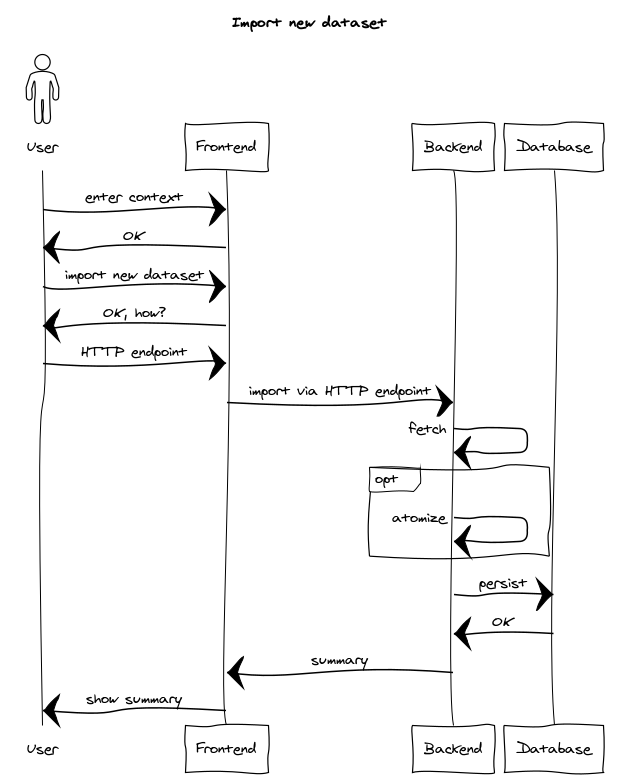 Import new dataset
User
Frontend
Backend
Database
enter context
OK
import new dataset
OK, how?
HTTP endpoint
import via HTTP endpoint
fetch
opt
atomize
persist
OK
summary
show summary
User
Frontend
Backend
Database